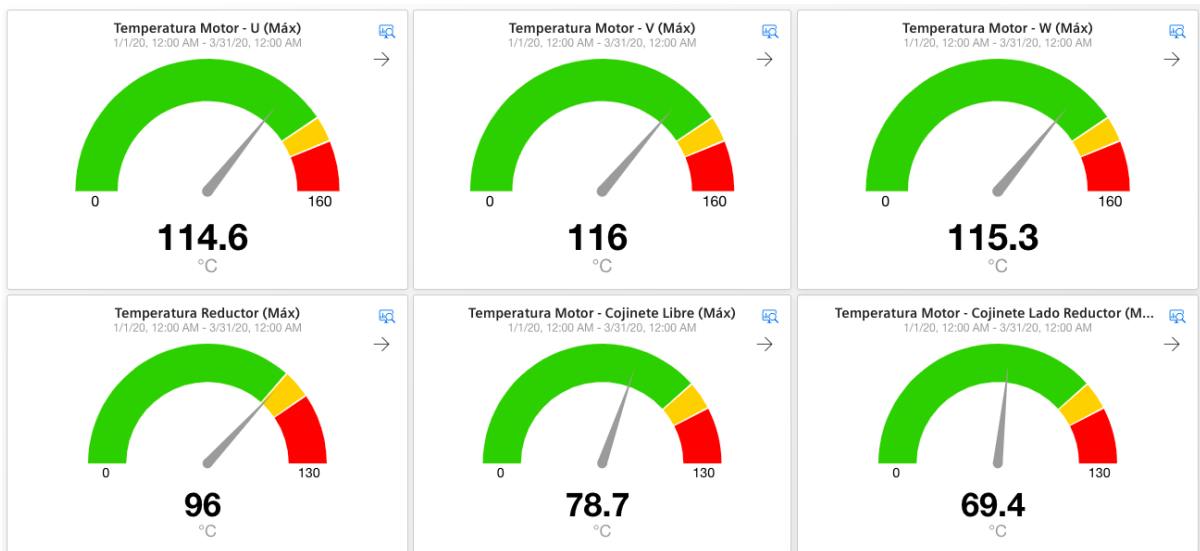 Temperatura Motor - U (Máx)
1/1/20, 12:00 AM - 3/31/20, 12:00 AM
0
160
114.6
°C
Temperatura Motor - V (Máx)
1/1/20, 12:00 AM - 3/31/20, 12:00 AM
0
160
116
°C
Temperatura Motor - W (Máx)
1/1/20, 12:00 AM - 3/31/20, 12:00 AM
0
160
115.3
°C
Temperatura Reductor (Máx)
1/1/20, 12:00 AM - 3/31/20, 12:00 AM
0
130
96
°C
Temperatura Motor - Cojinete Libre (Máx)
1/1/20, 12:00 AM - 3/31/20, 12:00 AM
0
130
78.7
°C
Temperatura Motor - Cojinete Lado Reductor (M...
1/1/20, 12:00 AM - 3/31/20, 12:00 AM
0
130
69.4
°C